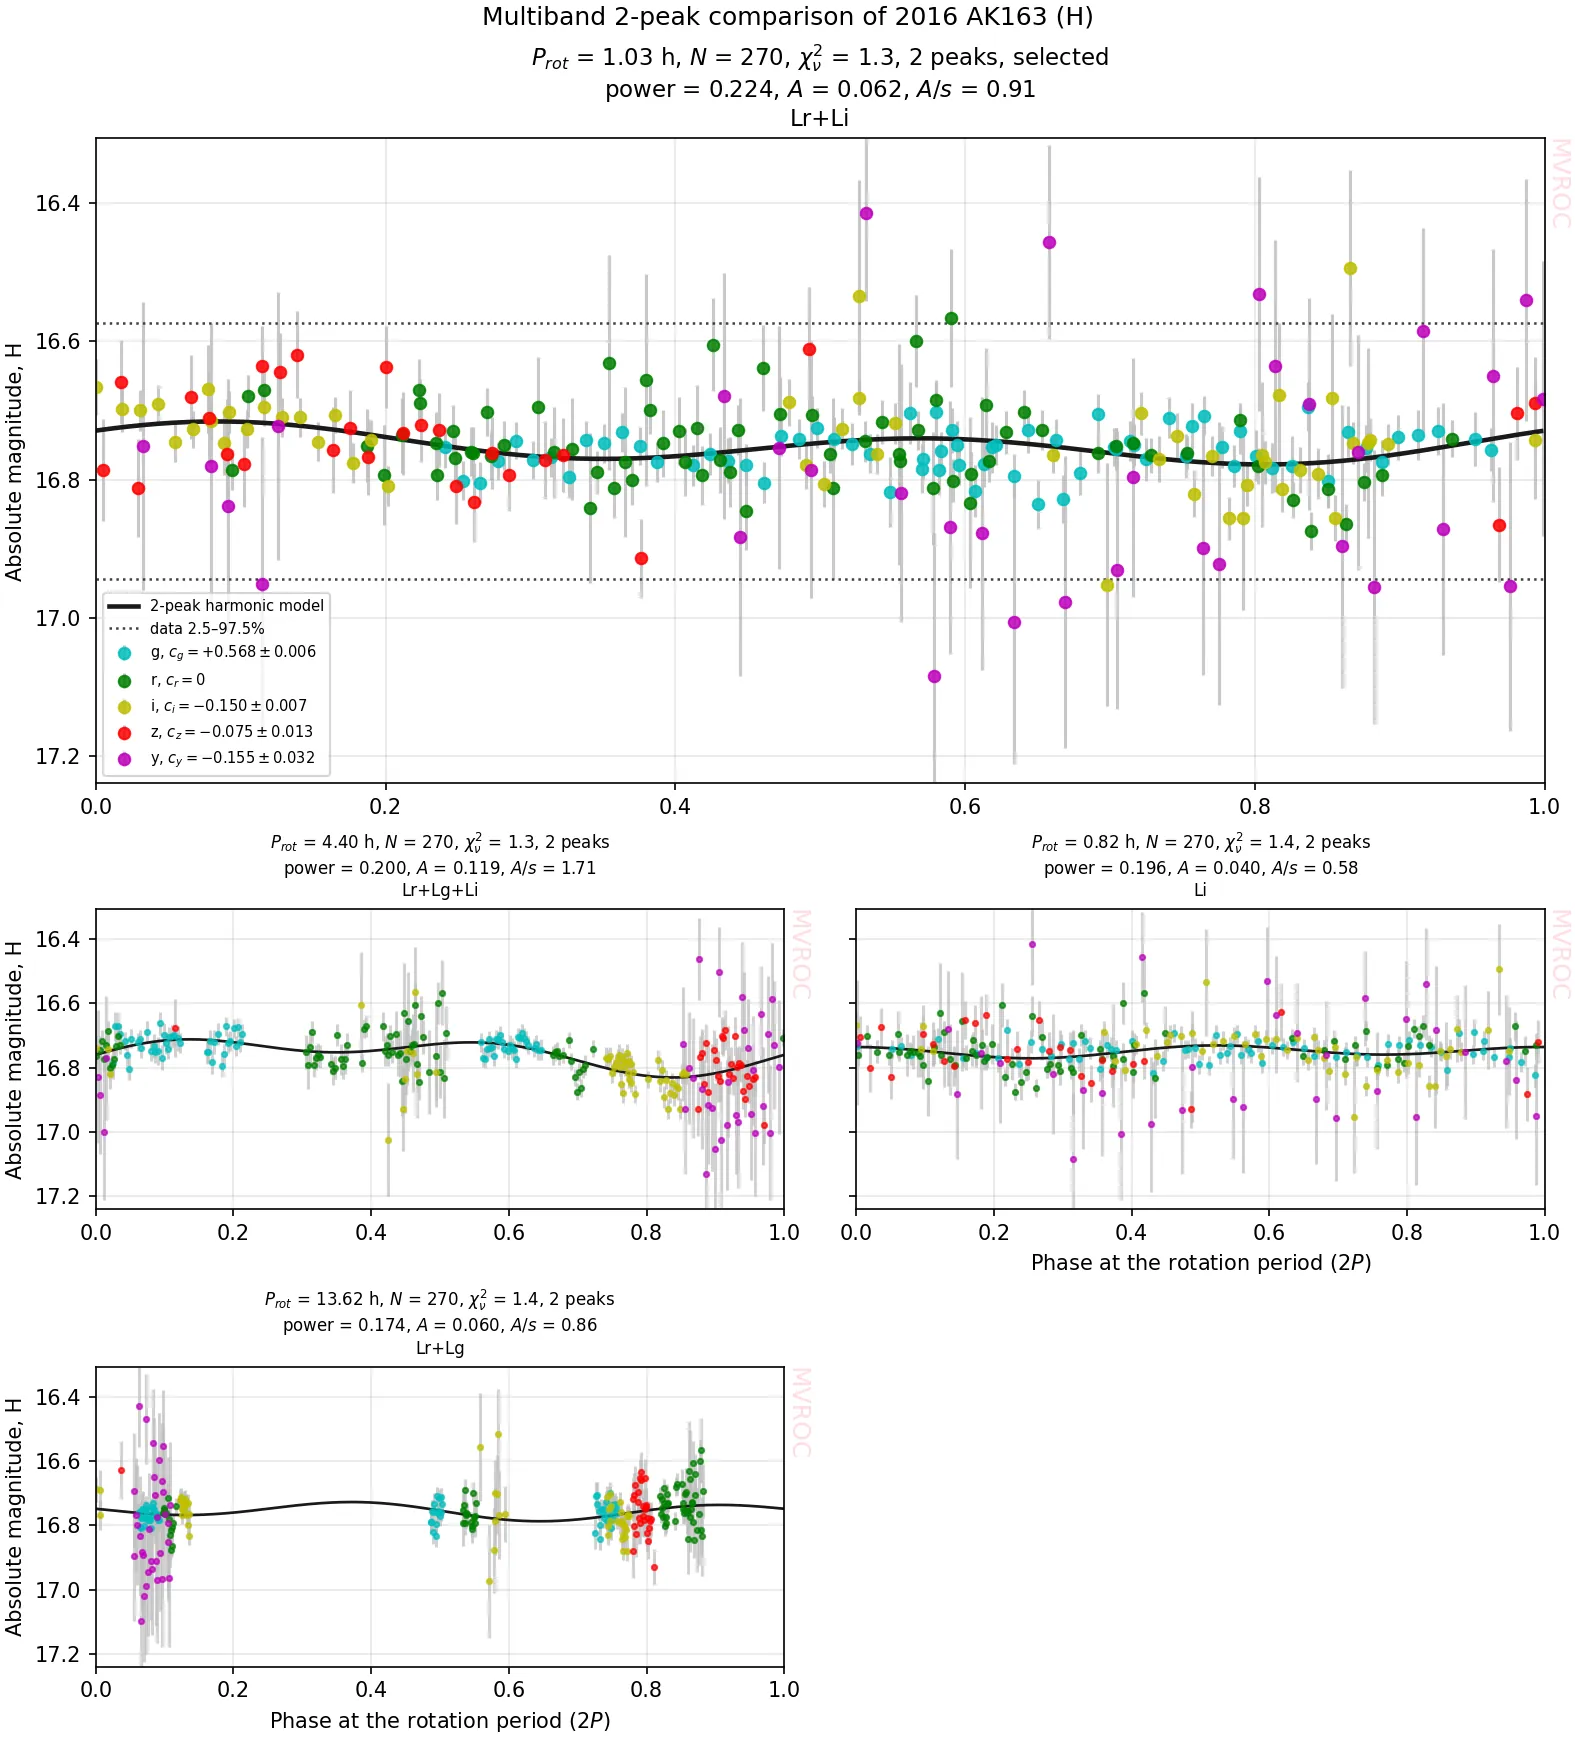 Multiband 2-peak comparison of 2016 AK163 (H)
P_rot = 1.03 h, N = 270, χ²_ν = 1.3, 2 peaks, selected
power = 0.224, A = 0.062, A/s = 0.91
Lr+Li
MVROC
Absolute magnitude, H
16.4
16.6
16.8
17.0
17.2
2-peak harmonic model
data 2.5–97.5%
g, c_g = +0.568 ± 0.006
r, c_r = 0
i, c_i = −0.150 ± 0.007
z, c_z = −0.075 ± 0.013
y, c_y = −0.155 ± 0.032
0.0 0.2 0.4 0.6 0.8 1.0
P_rot = 4.40 h, N = 270, χ²_ν = 1.3, 2 peaks
power = 0.200, A = 0.119, A/s = 1.71
Lr+Lg+Li
MVROC
Absolute magnitude, H
16.4
16.6
16.8
17.0
17.2
0.0 0.2 0.4 0.6 0.8 1.0
P_rot = 0.82 h, N = 270, χ²_ν = 1.4, 2 peaks
power = 0.196, A = 0.040, A/s = 0.58
Li
MVROC
0.0 0.2 0.4 0.6 0.8 1.0
Phase at the rotation period (2P)
P_rot = 13.62 h, N = 270, χ²_ν = 1.4, 2 peaks
power = 0.174, A = 0.060, A/s = 0.86
Lr+Lg
MVROC
Absolute magnitude, H
16.4
16.6
16.8
17.0
17.2
0.0 0.2 0.4 0.6 0.8 1.0
Phase at the rotation period (2P)